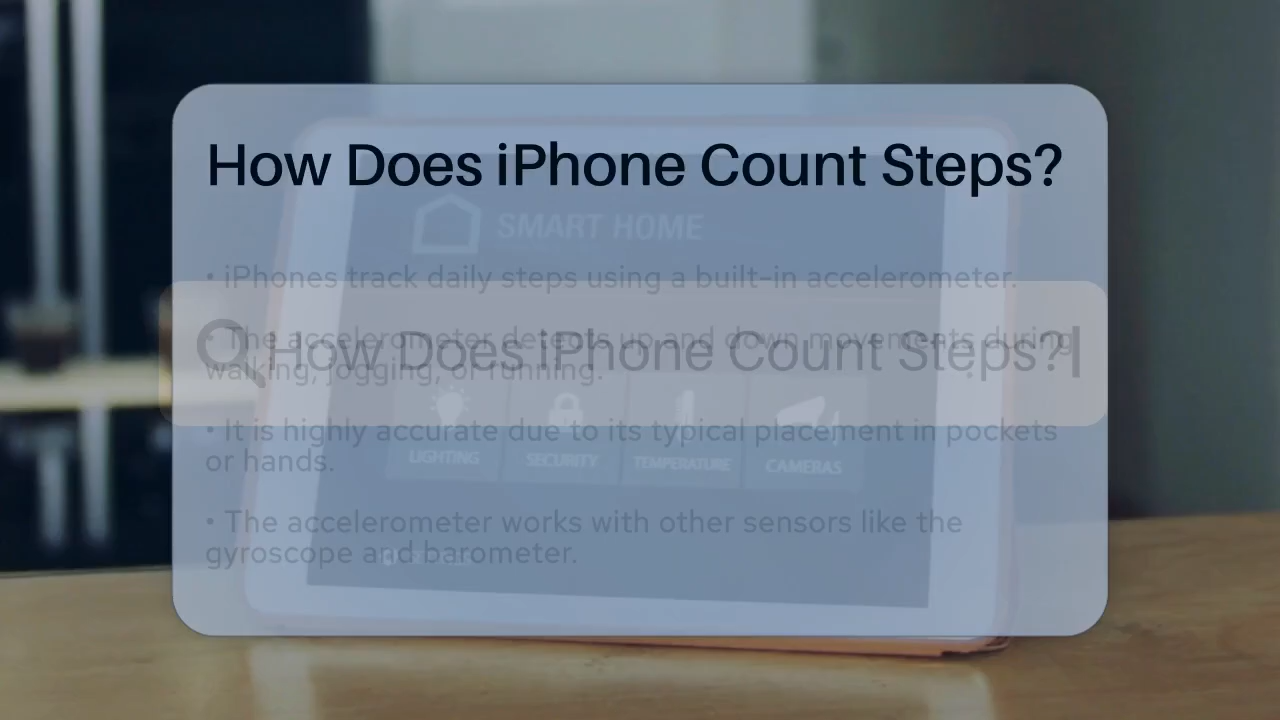 How Does iPhone Count Steps?
SMART HOME
• iPhones track daily steps using a built-in accelerometer.
• The accelerometer detects up and down movements during
walking, jogging, or running.
How Does iPhone Count Steps?
• It is highly accurate due to its typical placement in pockets
or hands.
LIGHTING SECURITY TEMPERATURE CAMERAS
• The accelerometer works with other sensors like the
gyroscope and barometer.